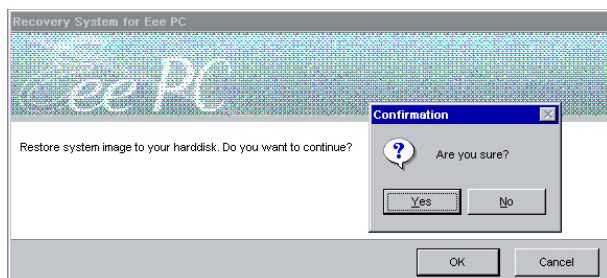 Recovery System for Eee PC
Eee PC
Restore system image to your harddisk. Do you want to continue?
Confirmation
Are you sure?
Yes
No
OK
Cancel